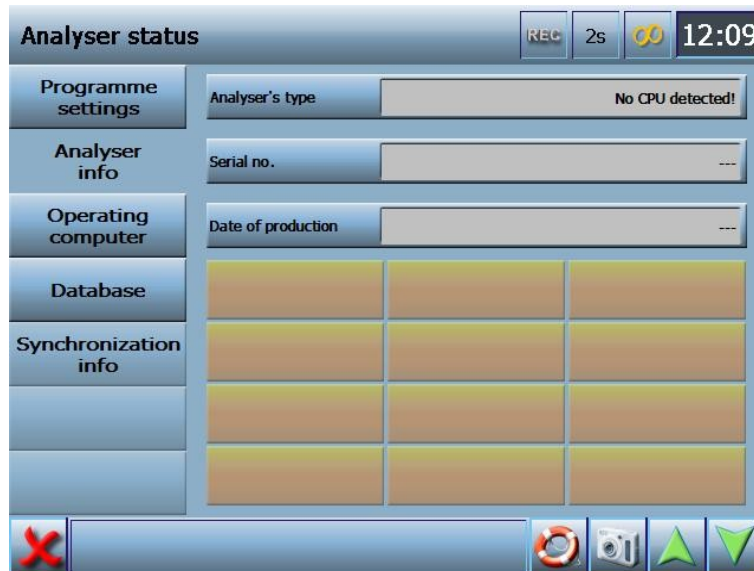 Analyser status
REC
2s
12:09
Programme
settings
Analyser's type
No CPU detected!
Analyser
info
Serial no.
---
Operating
computer
Date of production
---
Database
Synchronization
info